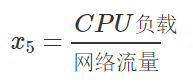 x₅ = CPU负载 / 网络流量